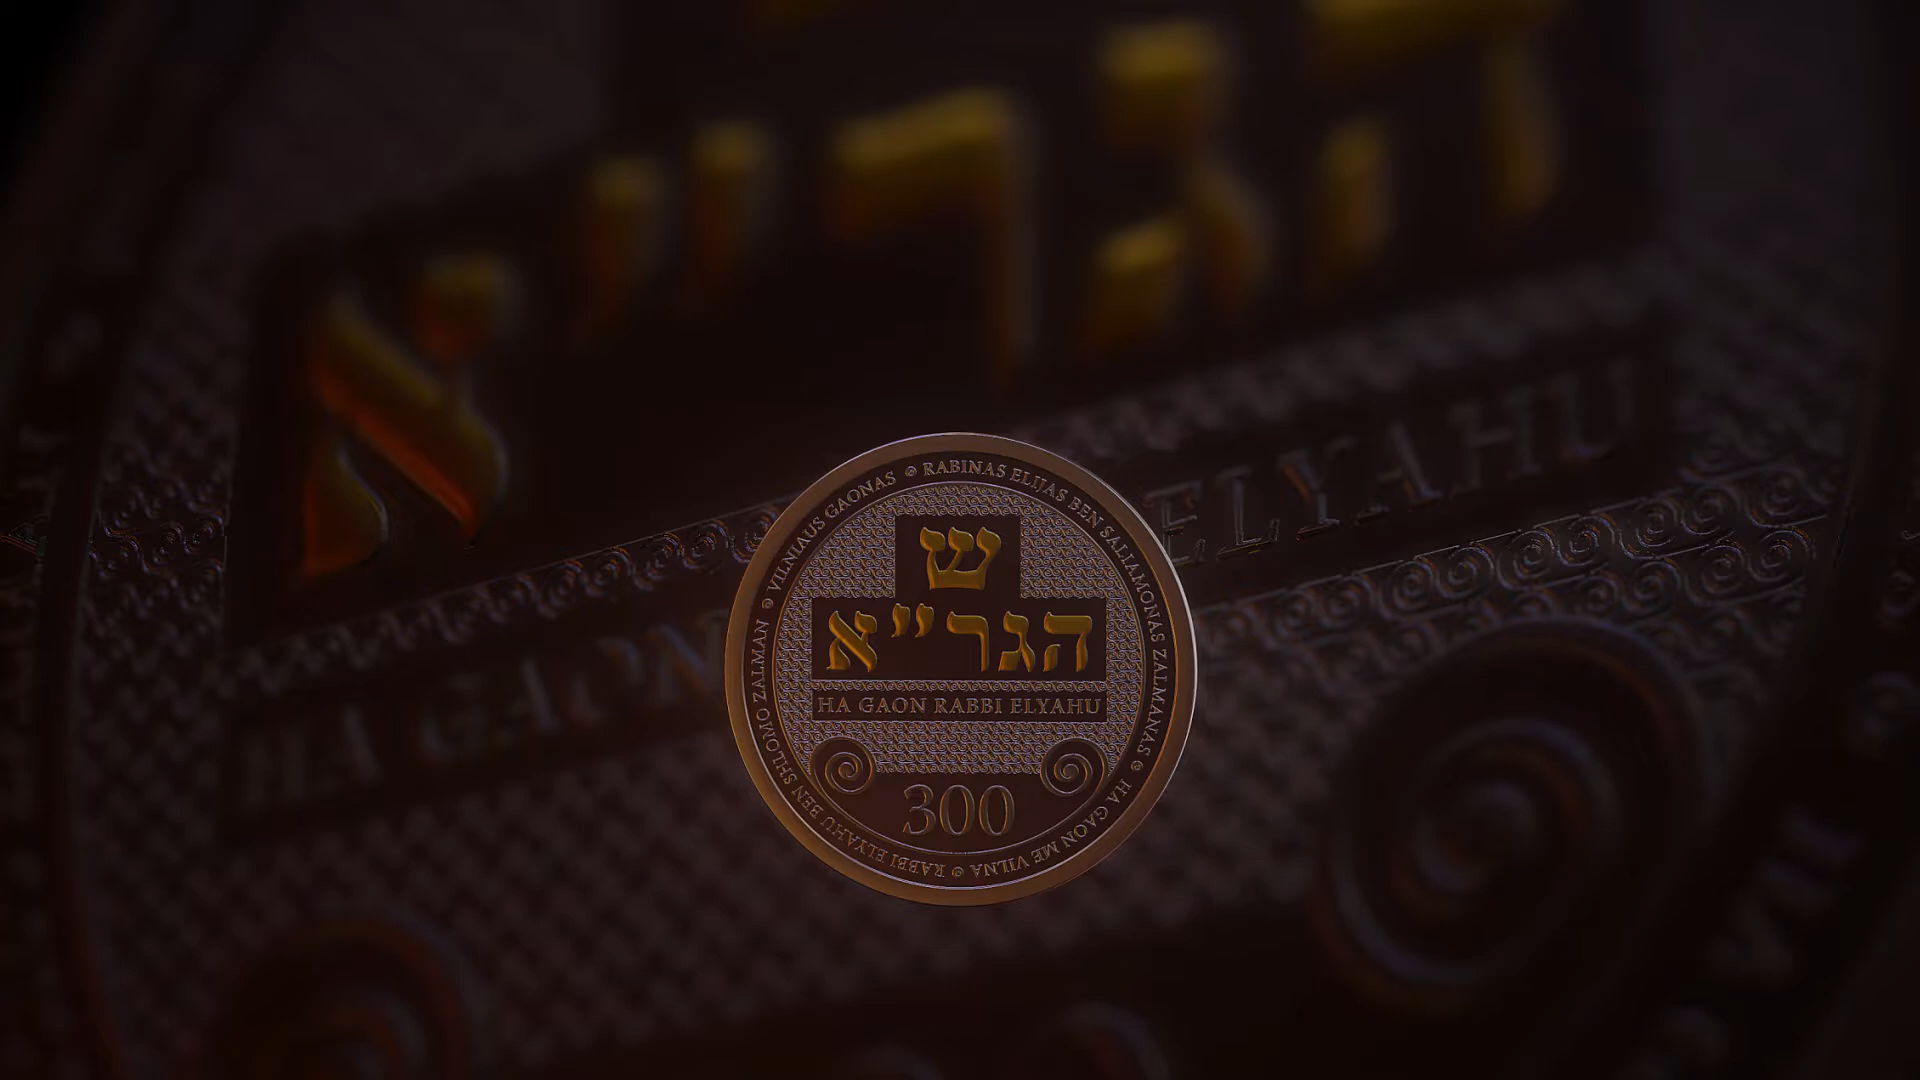 הגר״א
HA GAON
ELYAHU
VILNIAUS GAONAS
RABINAS ELIJAS BEN SALIAMONAS ZALMANAS
HA GAON ME VILNA
RABBI ELYAHU BEN SHLOMO ZALMAN
ש
הגר״א
HA GAON RABBI ELYAHU
300